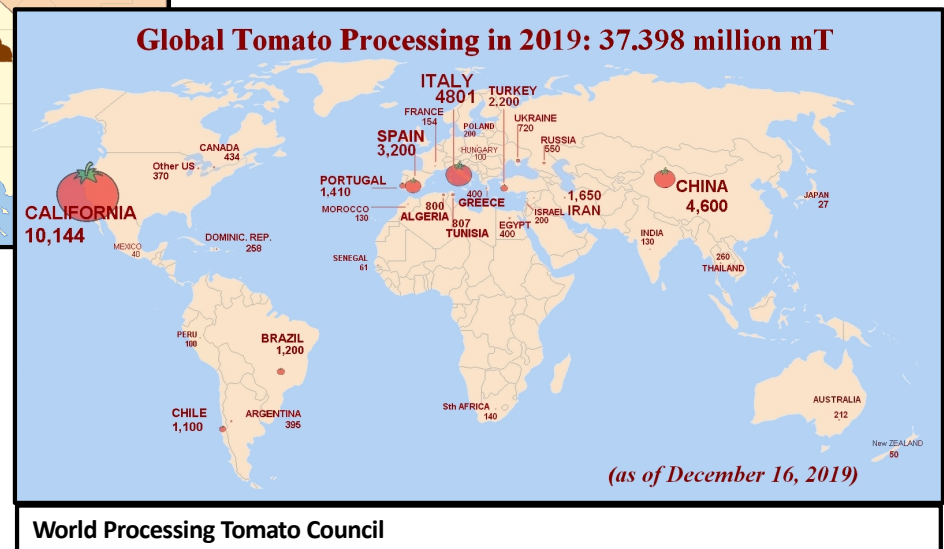 Global Tomato Processing in 2019: 37.398 million mT
ITALY
4801
TURKEY
2,200
FRANCE
154
UKRAINE
720
POLAND
200
SPAIN
3,200
RUSSIA
550
CANADA
434
HUNGARY
100
Other US
370
PORTUGAL
1,410
CHINA
4,600
400
GREECE
1,650
IRAN
JAPAN
27
CALIFORNIA
10,144
MOROCCO
130
800
ALGERIA
807
TUNISIA
EGYPT
400
ISRAEL
200
INDIA
130
MEXICO
40
DOMINIC. REP.
258
SENEGAL
61
260
THAILAND
PERU
100
BRAZIL
1,200
CHILE
1,100
ARGENTINA
395
Sth AFRICA
140
AUSTRALIA
212
New ZEALAND
50
(as of December 16, 2019)
World Processing Tomato Council